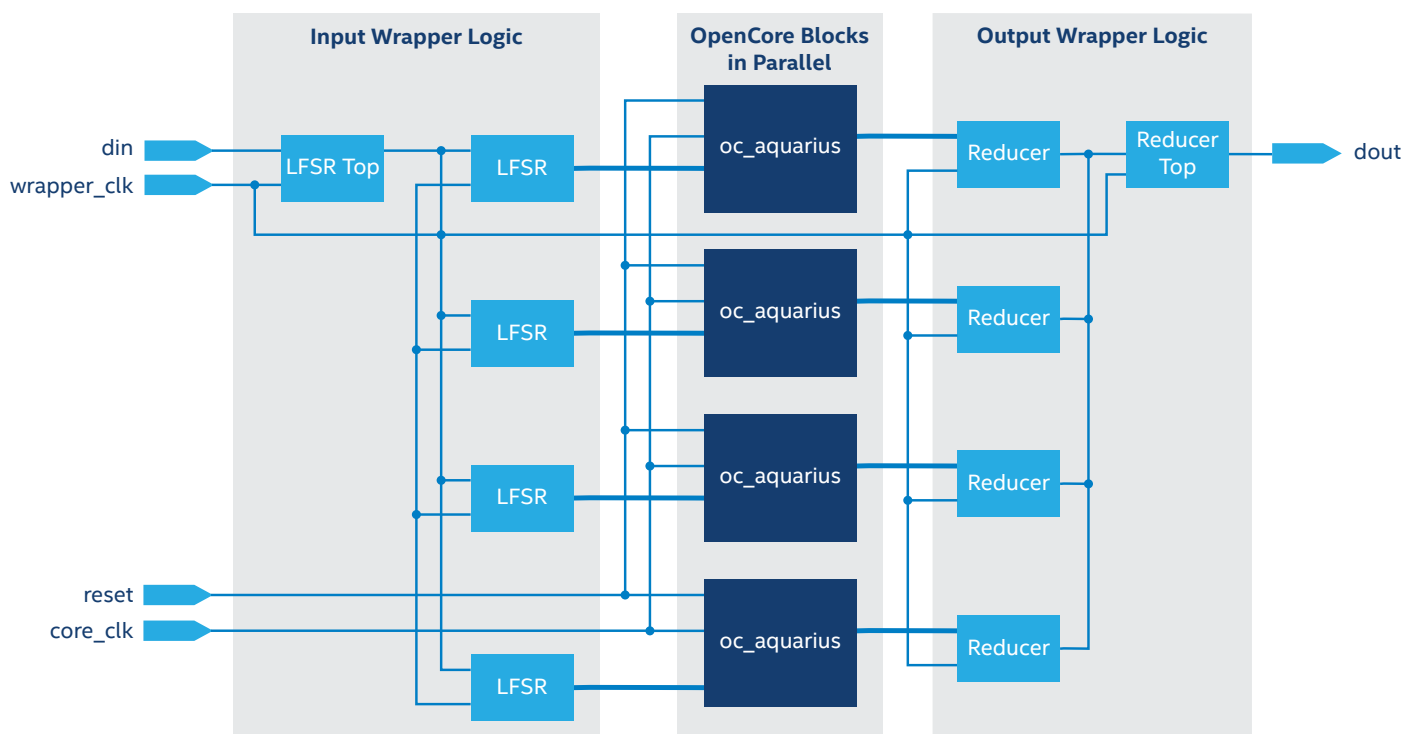 Input Wrapper Logic
OpenCore Blocks
in Parallel
Output Wrapper Logic
din
wrapper_clk
LFSR Top
LFSR
oc_aquarius
Reducer
Reducer
Top
dout
LFSR
oc_aquarius
Reducer
LFSR
oc_aquarius
Reducer
reset
core_clk
LFSR
oc_aquarius
Reducer